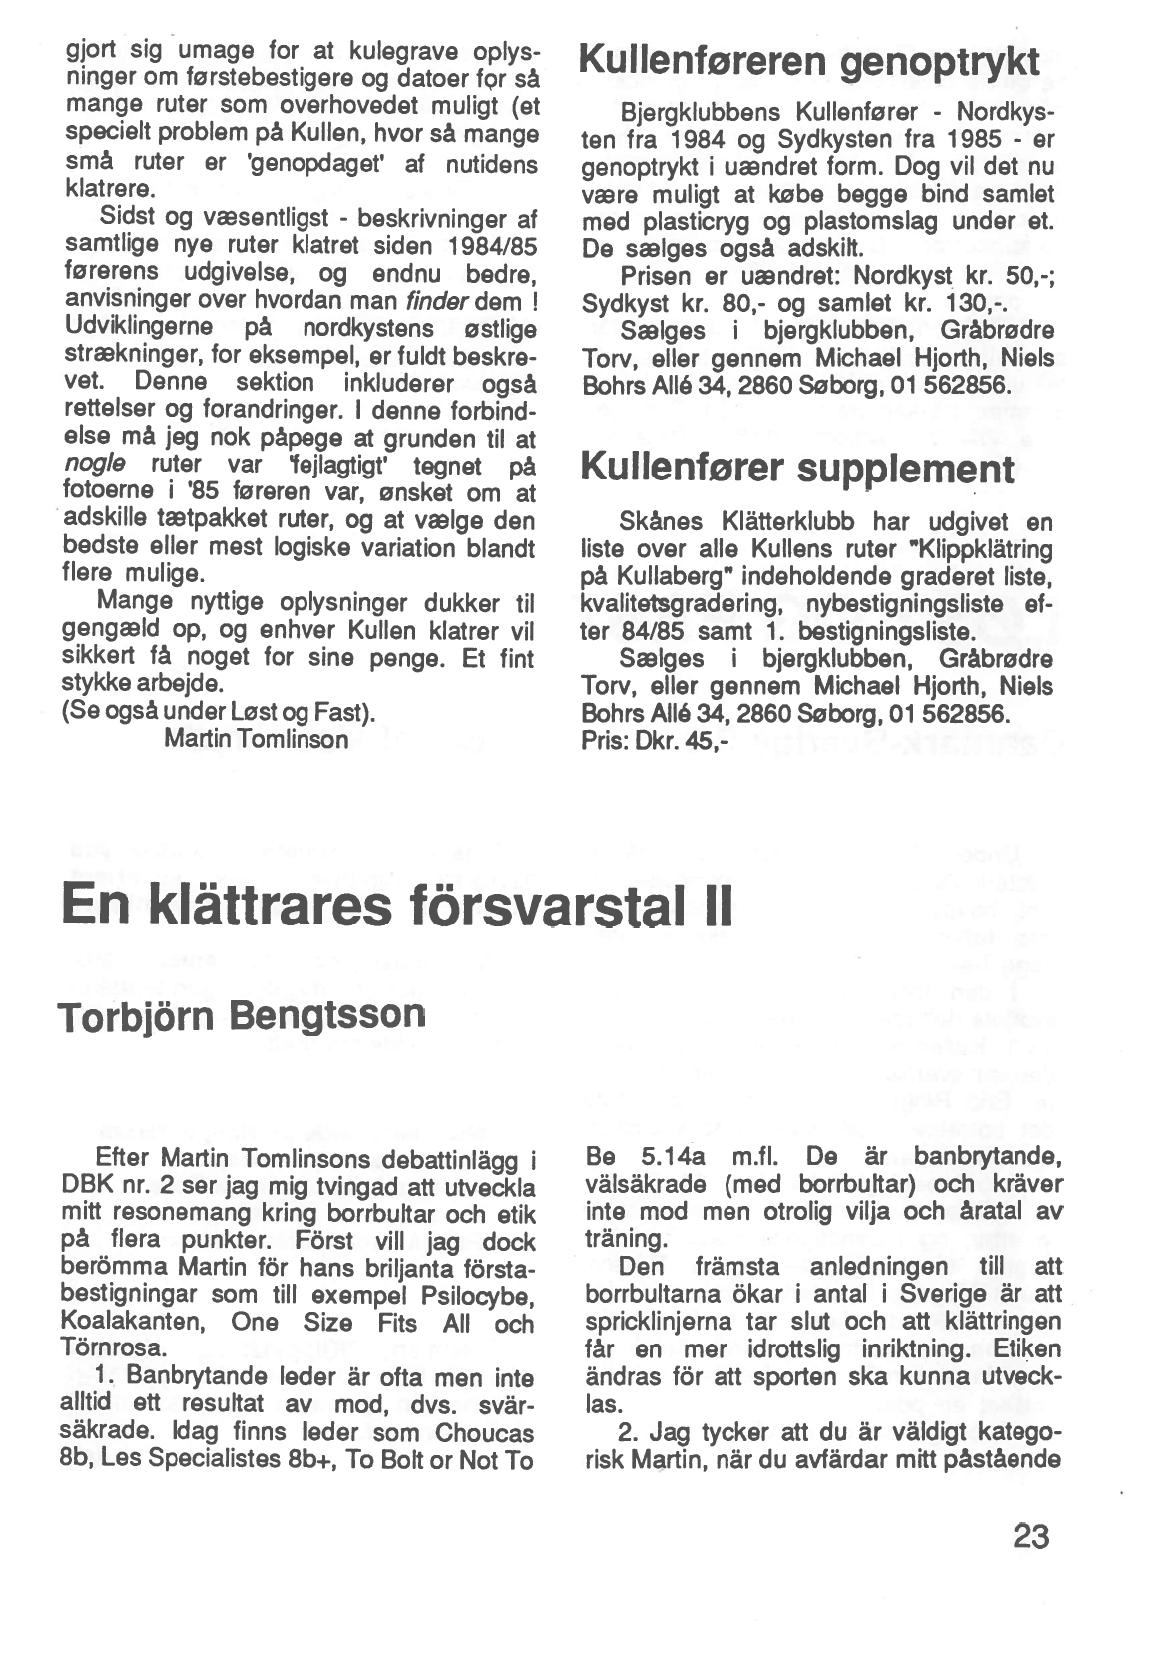 gjort sig umage for at kulegrave oplys-
ninger om førstebestigere og datoer for så
mange ruter som overhovedet muligt (et
specielt problem på Kullen, hvor så mange
små ruter er 'genopdaget' af nutidens
klatrere.
Sidst og væsentligst - beskrivninger af
samtlige nye ruter klatret siden 1984/85
førerens udgivelse, og endnu bedre,
anvisninger over hvordan man finder dem !
Udviklingerne på nordkystens østlige
strækninger, for eksempel, er fuldt beskre-
vet. Denne sektion inkluderer også
rettelser og forandringer. I denne forbind-
else må jeg nok påpege at grunden til at
nogle ruter var 'fejlagtigt' tegnet på
fotoerne i '85 føreren var, ønsket om at
adskille tætpakket ruter, og at vælge den
bedste eller mest logiske variation blandt
flere mulige.
Mange nyttige oplysninger dukker til
gengæld op, og enhver Kullen klatrer vil
sikkert få noget for sine penge. Et fint
stykke arbejde.
(Se også under Løst og Fast).
Martin Tomlinson
Kullenføreren genoptrykt
Bjergklubbens Kullenfører - Nordkys-
ten fra 1984 og Sydkysten fra 1985 - er
genoptrykt i uændret form. Dog vil det nu
være muligt at købe begge bind samlet
med plasticryg og plastomslag under et.
De sælges også adskilt.
Prisen er uændret: Nordkyst kr. 50,-;
Sydkyst kr. 80,- og samlet kr. 130,-.
Sælges i bjergklubben, Gråbrødre
Torv, eller gennem Michael Hjorth, Niels
Bohrs Allé 34, 2860 Søborg, 01 562856.
Kullenfører supplement
Skånes Klätterklubb har udgivet en
liste over alle Kullens ruter "Klippklätring
på Kullaberg" indeholdende graderet liste,
kvalitetsgradering, nybestigningsliste ef-
ter 84/85 samt 1. bestigningsliste.
Sælges i bjergklubben, Gråbrødre
Torv, eller gennem Michael Hjorth, Niels
Bohrs Allé 34, 2860 Søborg, 01 562856.
Pris: Dkr. 45,-
En klättrares försvarstal II
Torbjörn Bengtsson
Efter Martin Tomlinsons debattinlägg i
DBK nr. 2 ser jag mig tvingad att utveckla
mitt resonemang kring borrbultar och etik
på flera punkter. Först vill jag dock
berömma Martin för hans briljanta första-
bestigningar som till exempel Psilocybe,
Koalakanten, One Size Fits All och
Törnrosa.
1. Banbrytande leder är ofta men inte
alltid ett resultat av mod, dvs. svår-
säkrade. Idag finns leder som Choucas
8b, Les Specialistes 8b+, To Bolt or Not To
Be 5.14a m.fl. De är banbrytande,
välsäkrade (med borrbultar) och kräver
inte mod men otrolig vilja och åratal av
träning.
Den främsta anledningen till att
borrbultarna ökar i antal i Sverige är att
spricklinjerna tar slut och att klättringen
får en mer idrottslig inriktning. Etiken
ändras för att sporten ska kunna utveck-
las.
2. Jag tycker att du är väldigt katego-
risk Martin, när du avfärdar mitt påstående
23